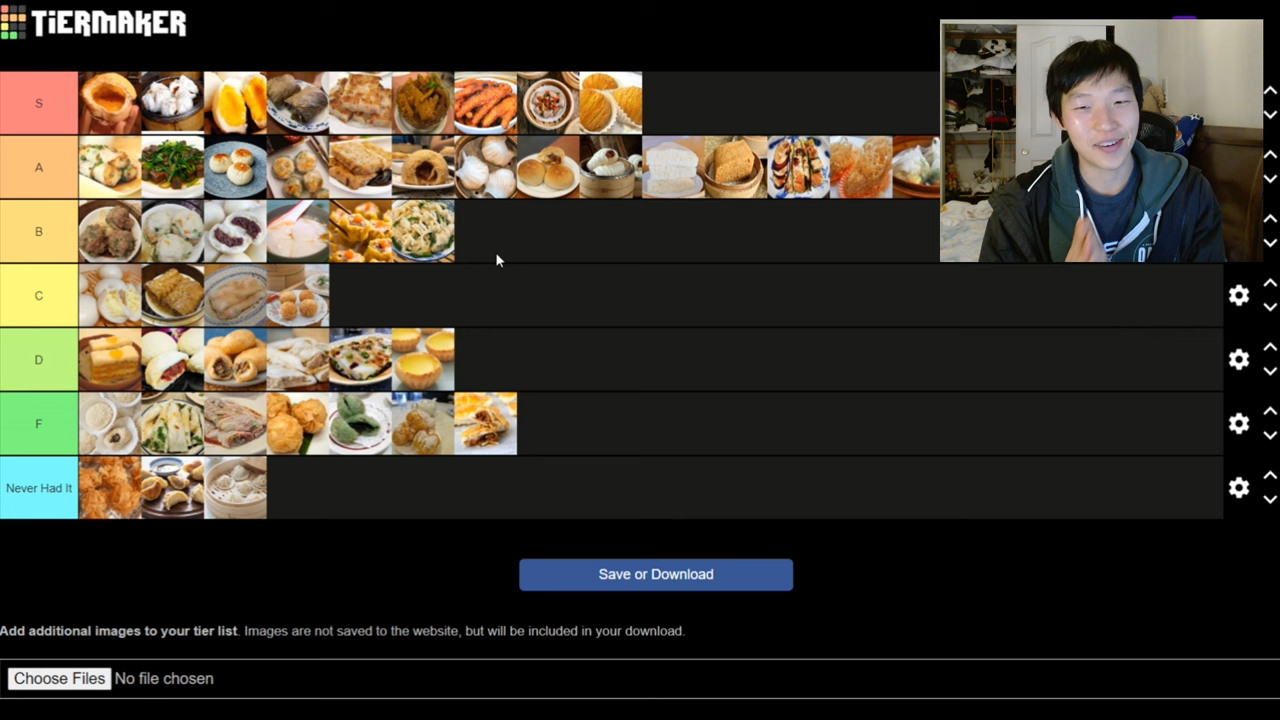 TiERMAKER
S
A
B
C
D
F
Never Had It
Save or Download
Add additional images to your tier list. Images are not saved to the website, but will be included in your download.
Choose Files No file chosen